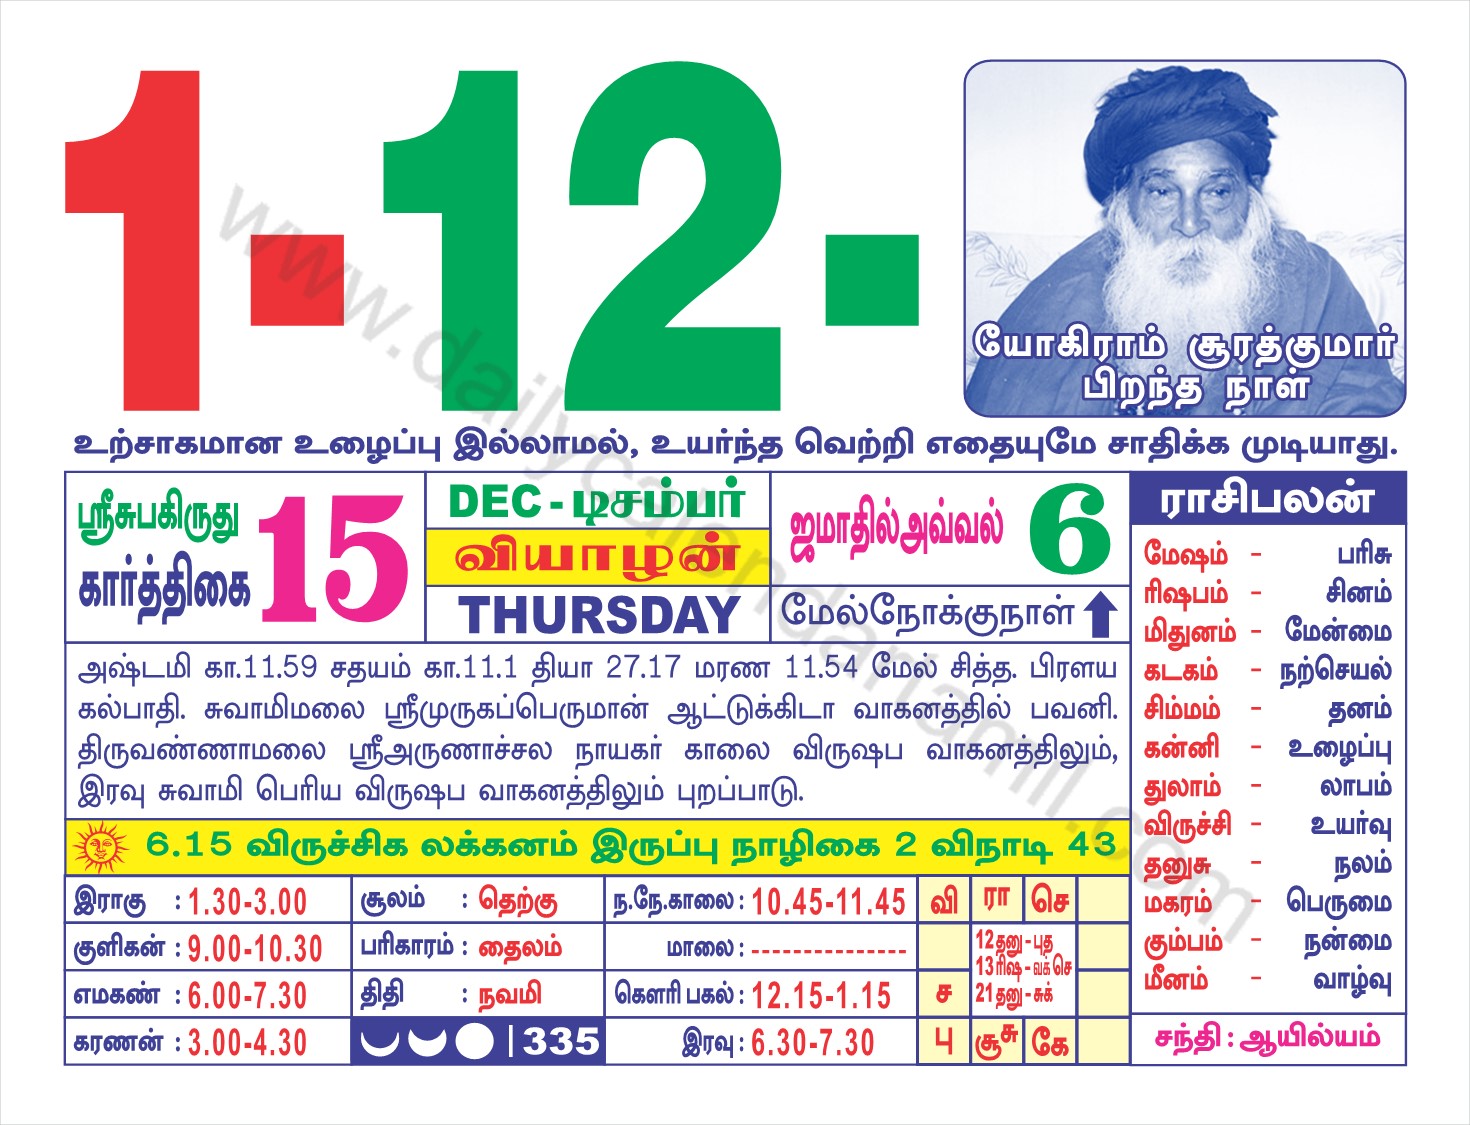 1-12-
யோகிராம் சூரத்குமார்
பிறந்த நாள்
உற்சாகமான உழைப்பு இல்லாமல், உயர்ந்த வெற்றி எதையுமே சாதிக்க முடியாது.
ஸ்ரீசுபகிருது
கார்த்திகை 15
DEC - டிசம்பர்
வியாழன்
THURSDAY
ஜமாதில்அவ்வல் 6
மேல்நோக்குநாள்
அஷ்டமி கா.11.59 சதயம் கா.11.1 தியா 27.17 மரண 11.54 மேல் சித்த. பிரளய
கல்பாதி. சுவாமிமலை ஸ்ரீமுருகப்பெருமான் ஆட்டுக்கிடா வாகனத்தில் பவனி.
திருவண்ணாமலை ஸ்ரீஅருணாச்சல நாயகர் காலை விருஷப வாகனத்திலும்,
இரவு சுவாமி பெரிய விருஷப வாகனத்திலும் புறப்பாடு.
6.15 விருச்சிக லக்கனம் இருப்பு நாழிகை 2 விநாடி 43
இராகு : 1.30-3.00
குளிகன் : 9.00-10.30
எமகண் : 6.00-7.30
கரணன் : 3.00-4.30
சூலம் : தெற்கு
பரிகாரம் : தைலம்
திதி : நவமி
335
ந.நே.காலை : 10.45-11.45
மாலை : --------------
கௌரி பகல் : 12.15-1.15
இரவு : 6.30-7.30
வி ரா செ
12 தனு - புத
13 ரிஷ - வக் செ
21 தனு - சுக்
ச
பு சூசு கே
ராசிபலன்
மேஷம் - பரிசு
ரிஷபம் - சினம்
மிதுனம் - மேன்மை
கடகம் - நற்செயல்
சிம்மம் - தனம்
கன்னி - உழைப்பு
துலாம் - லாபம்
விருச்சி - உயர்வு
தனுசு - நலம்
மகரம் - பெருமை
கும்பம் - நன்மை
மீனம் - வாழ்வு
சந்தி : ஆயில்யம்
www.dailycalendartamil.com